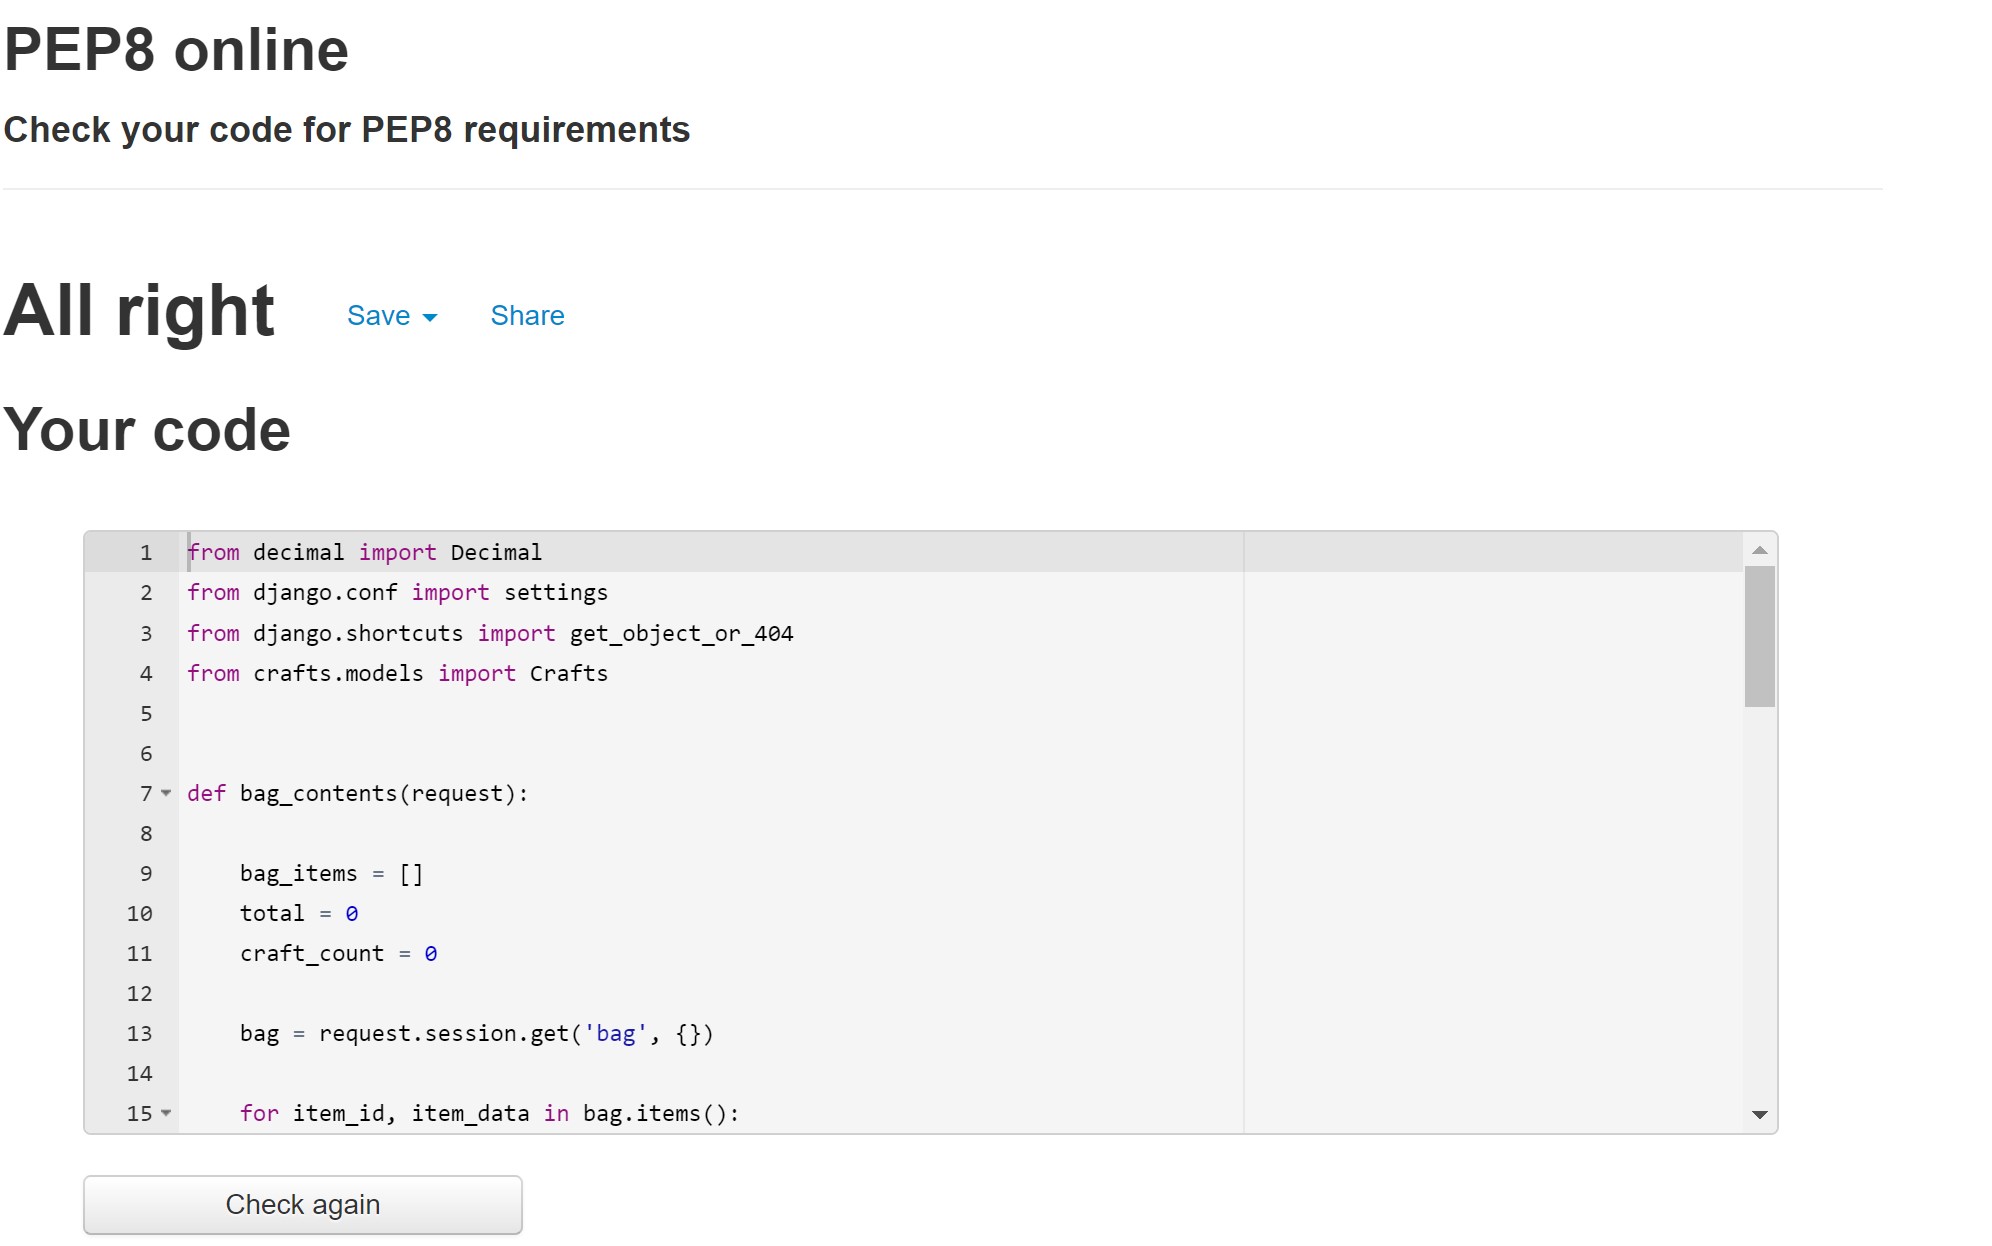 PEP8 online
Check your code for PEP8 requirements
All right Save Share
Your code
1 from decimal import Decimal
2 from django.conf import settings
3 from django.shortcuts import get_object_or_404
4 from crafts.models import Crafts
5
6
7 def bag_contents(request):
8
9     bag_items = []
10     total = 0
11     craft_count = 0
12
13     bag = request.session.get('bag', {})
14
15     for item_id, item_data in bag.items():
Check again